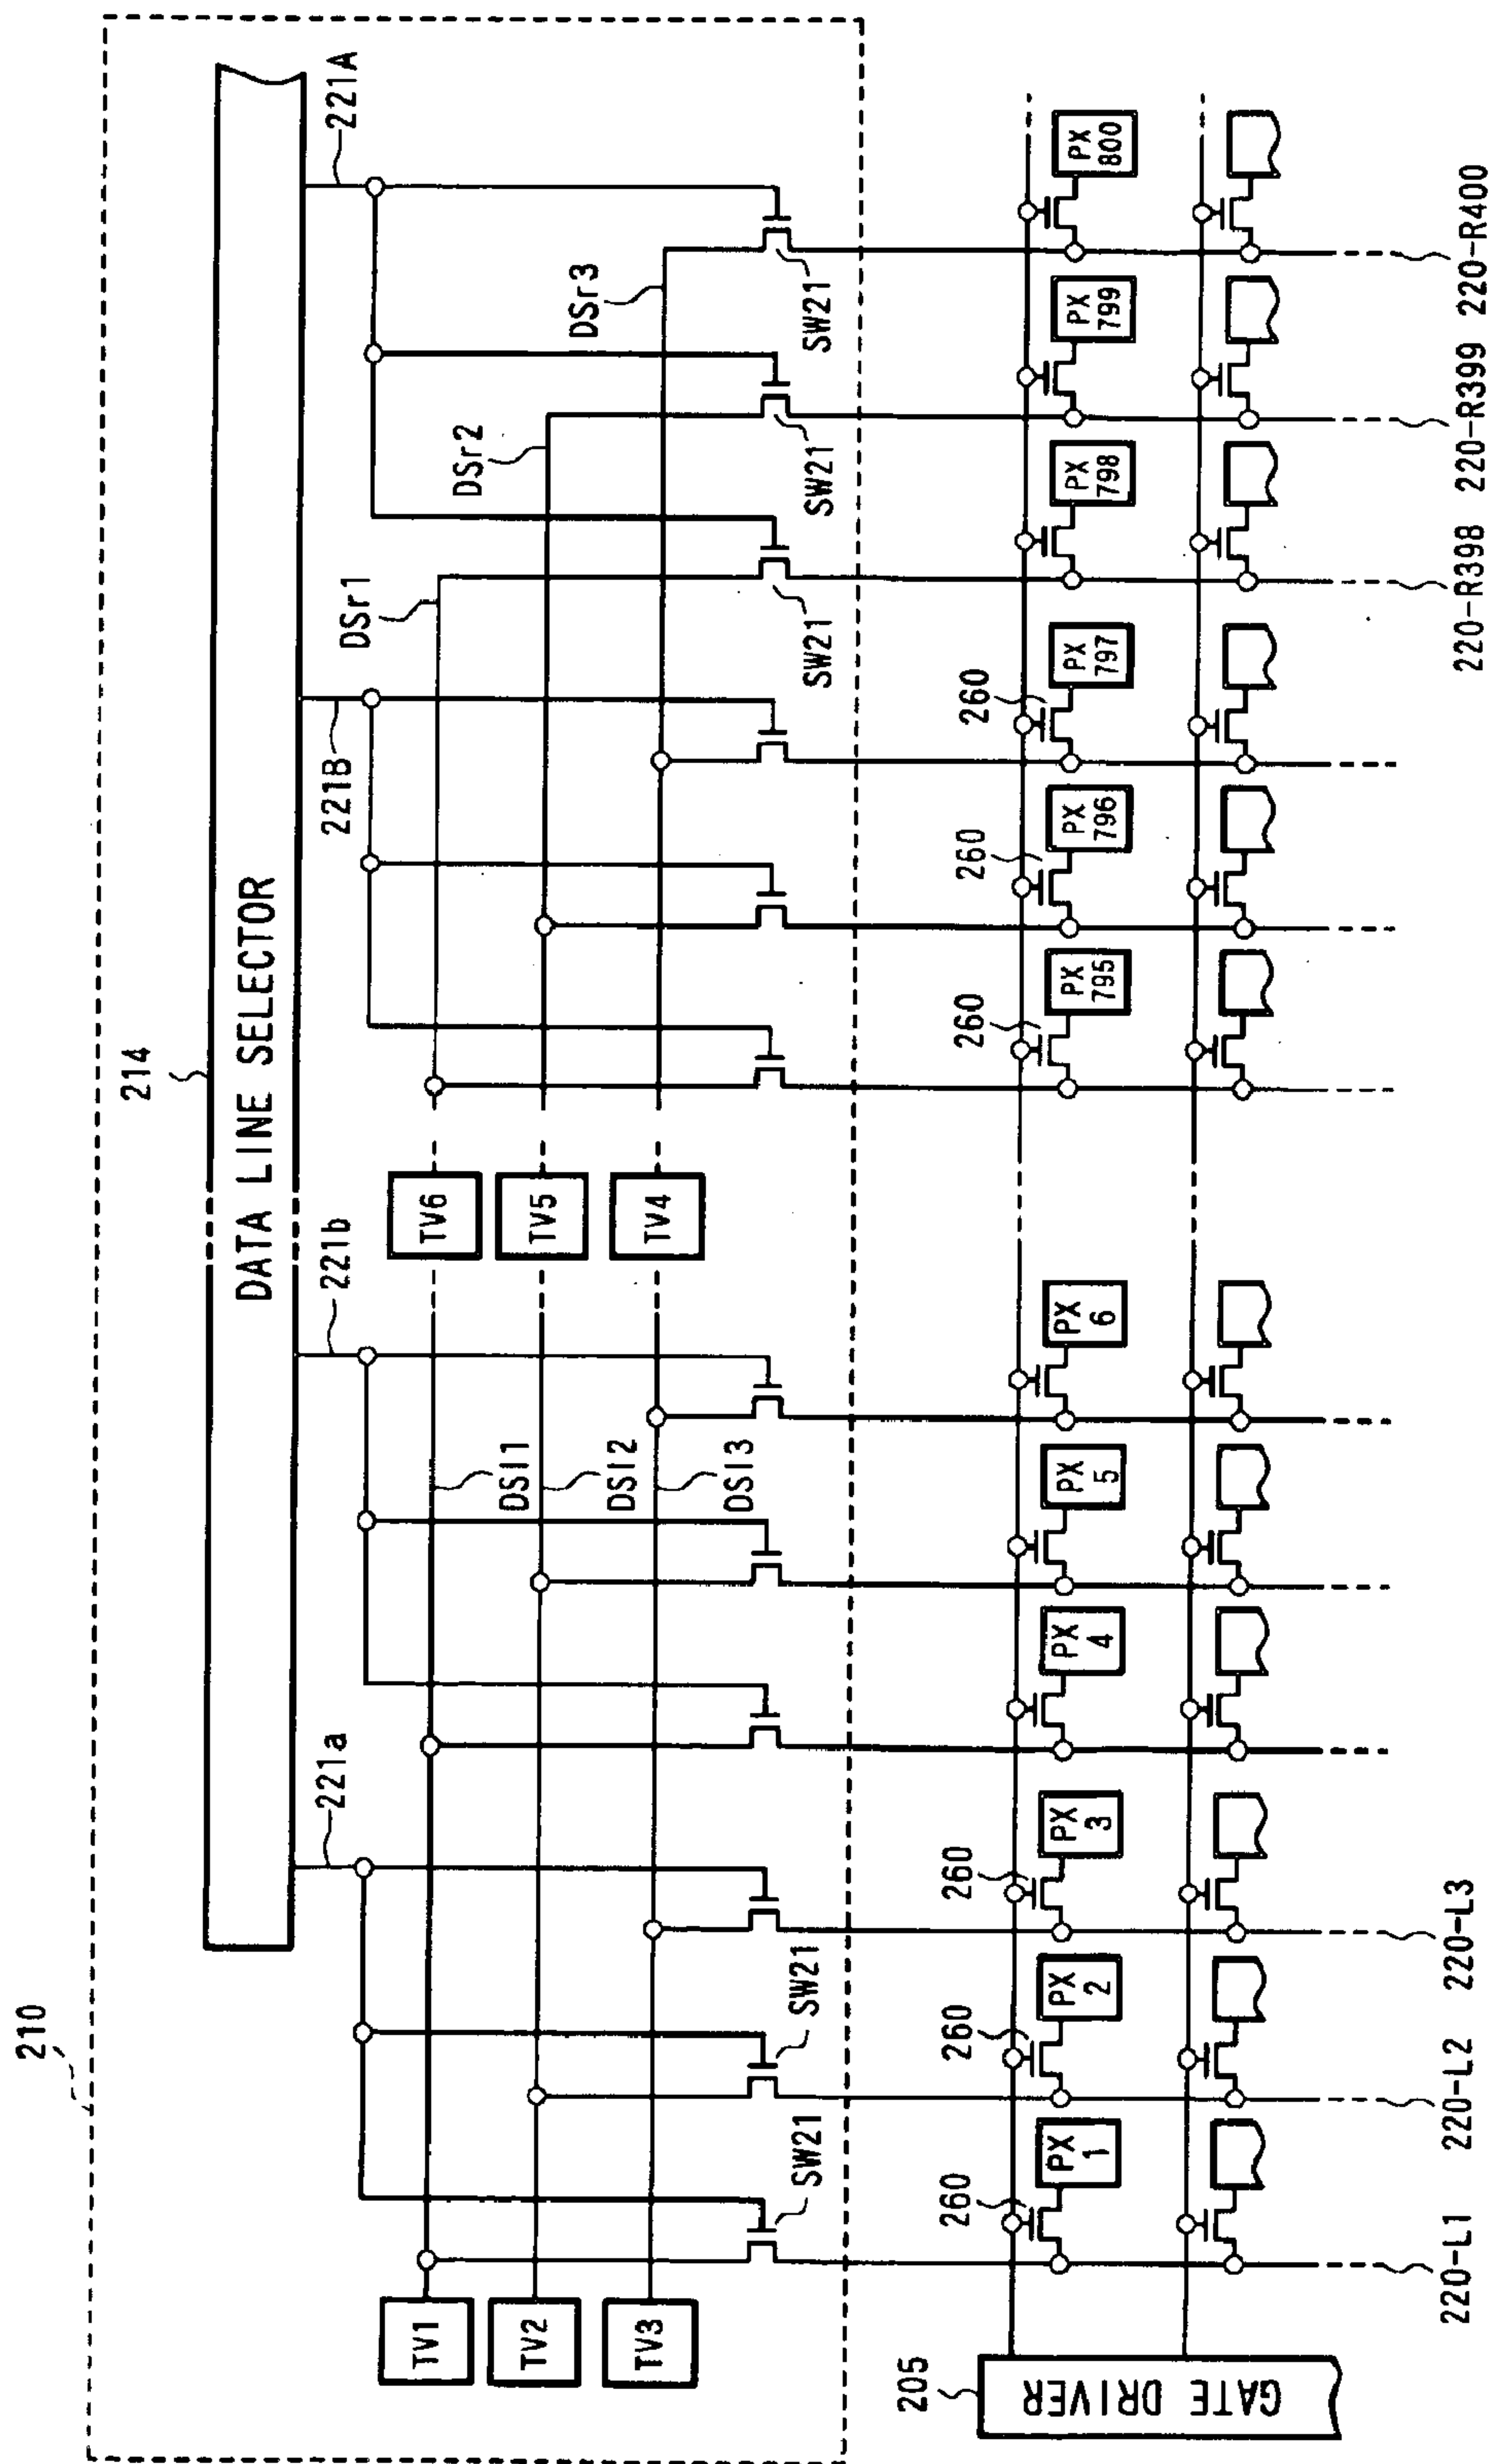 210
214
DATA LINE SELECTOR
221a
221b
221B
221A
TV1
TV2
TV3
TV6
TV5
TV4
DSl1
DSl2
DSl3
DSr1
DSr2
DSr3
SW21
SW21
SW21
SW21
SW21
205
GATE DRIVER
260
260
260
260
260
260
PX 1
PX 2
PX 3
PX 4
PX 5
PX 6
PX 795
PX 796
PX 797
PX 798
PX 799
PX 800
220-L1
220-L2
220-L3
220-R398
220-R399
220-R400